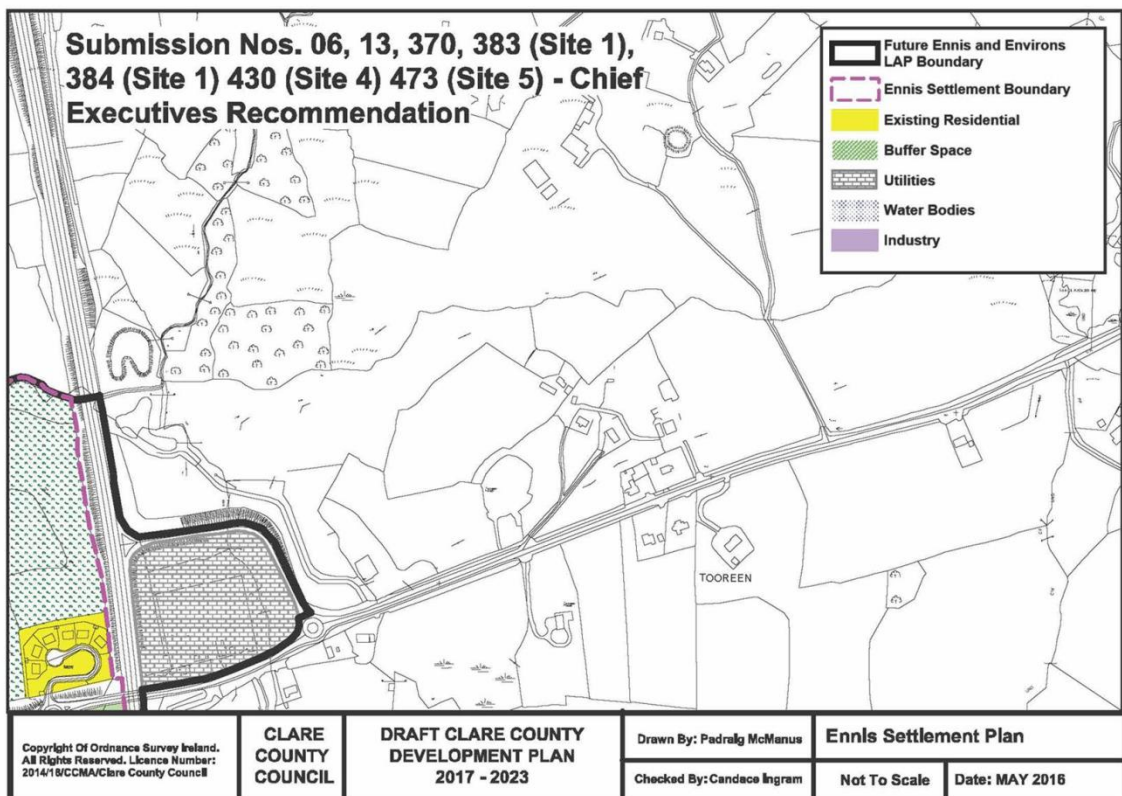 Submission Nos. 06, 13, 370, 383 (Site 1),
384 (Site 1) 430 (Site 4) 473 (Site 5) - Chief
Executives Recommendation
Future Ennis and Environs
LAP Boundary
Ennis Settlement Boundary
Existing Residential
Buffer Space
Utilities
Water Bodies
Industry
TOOREEN
Copyright Of Ordnance Survey Ireland.
All Rights Reserved. Licence Number:
2014/18/CCMA/Clare County Council
CLARE
COUNTY
COUNCIL
DRAFT CLARE COUNTY
DEVELOPMENT PLAN
2017 - 2023
Drawn By: Padraig McManus
Checked By: Candace Ingram
Ennis Settlement Plan
Not To Scale
Date: MAY 2016